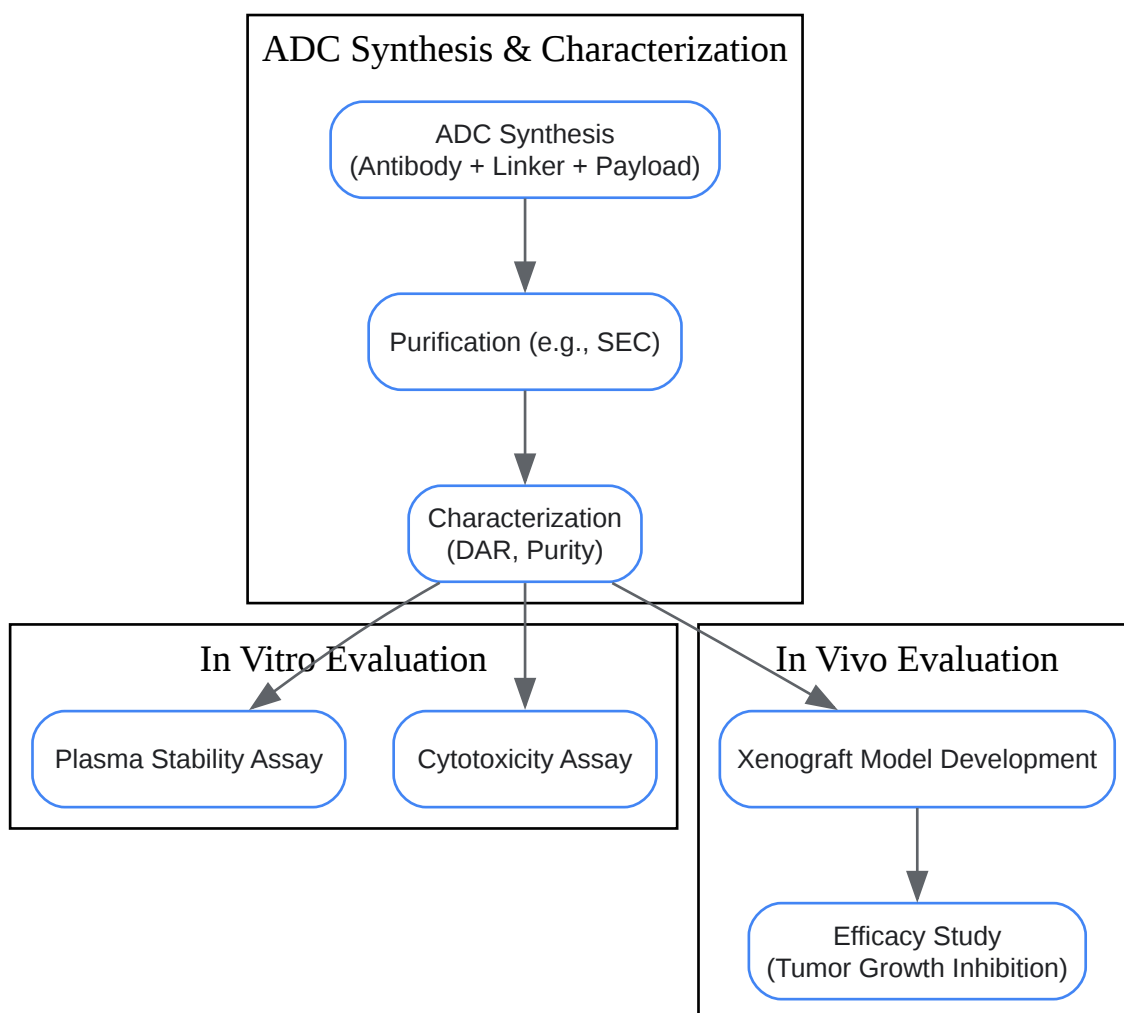 ADC Synthesis & Characterization
ADC Synthesis
(Antibody + Linker + Payload)
Purification (e.g., SEC)
Characterization
(DAR, Purity)
In Vitro Evaluation
Plasma Stability Assay
Cytotoxicity Assay
In Vivo Evaluation
Xenograft Model Development
Efficacy Study
(Tumor Growth Inhibition)